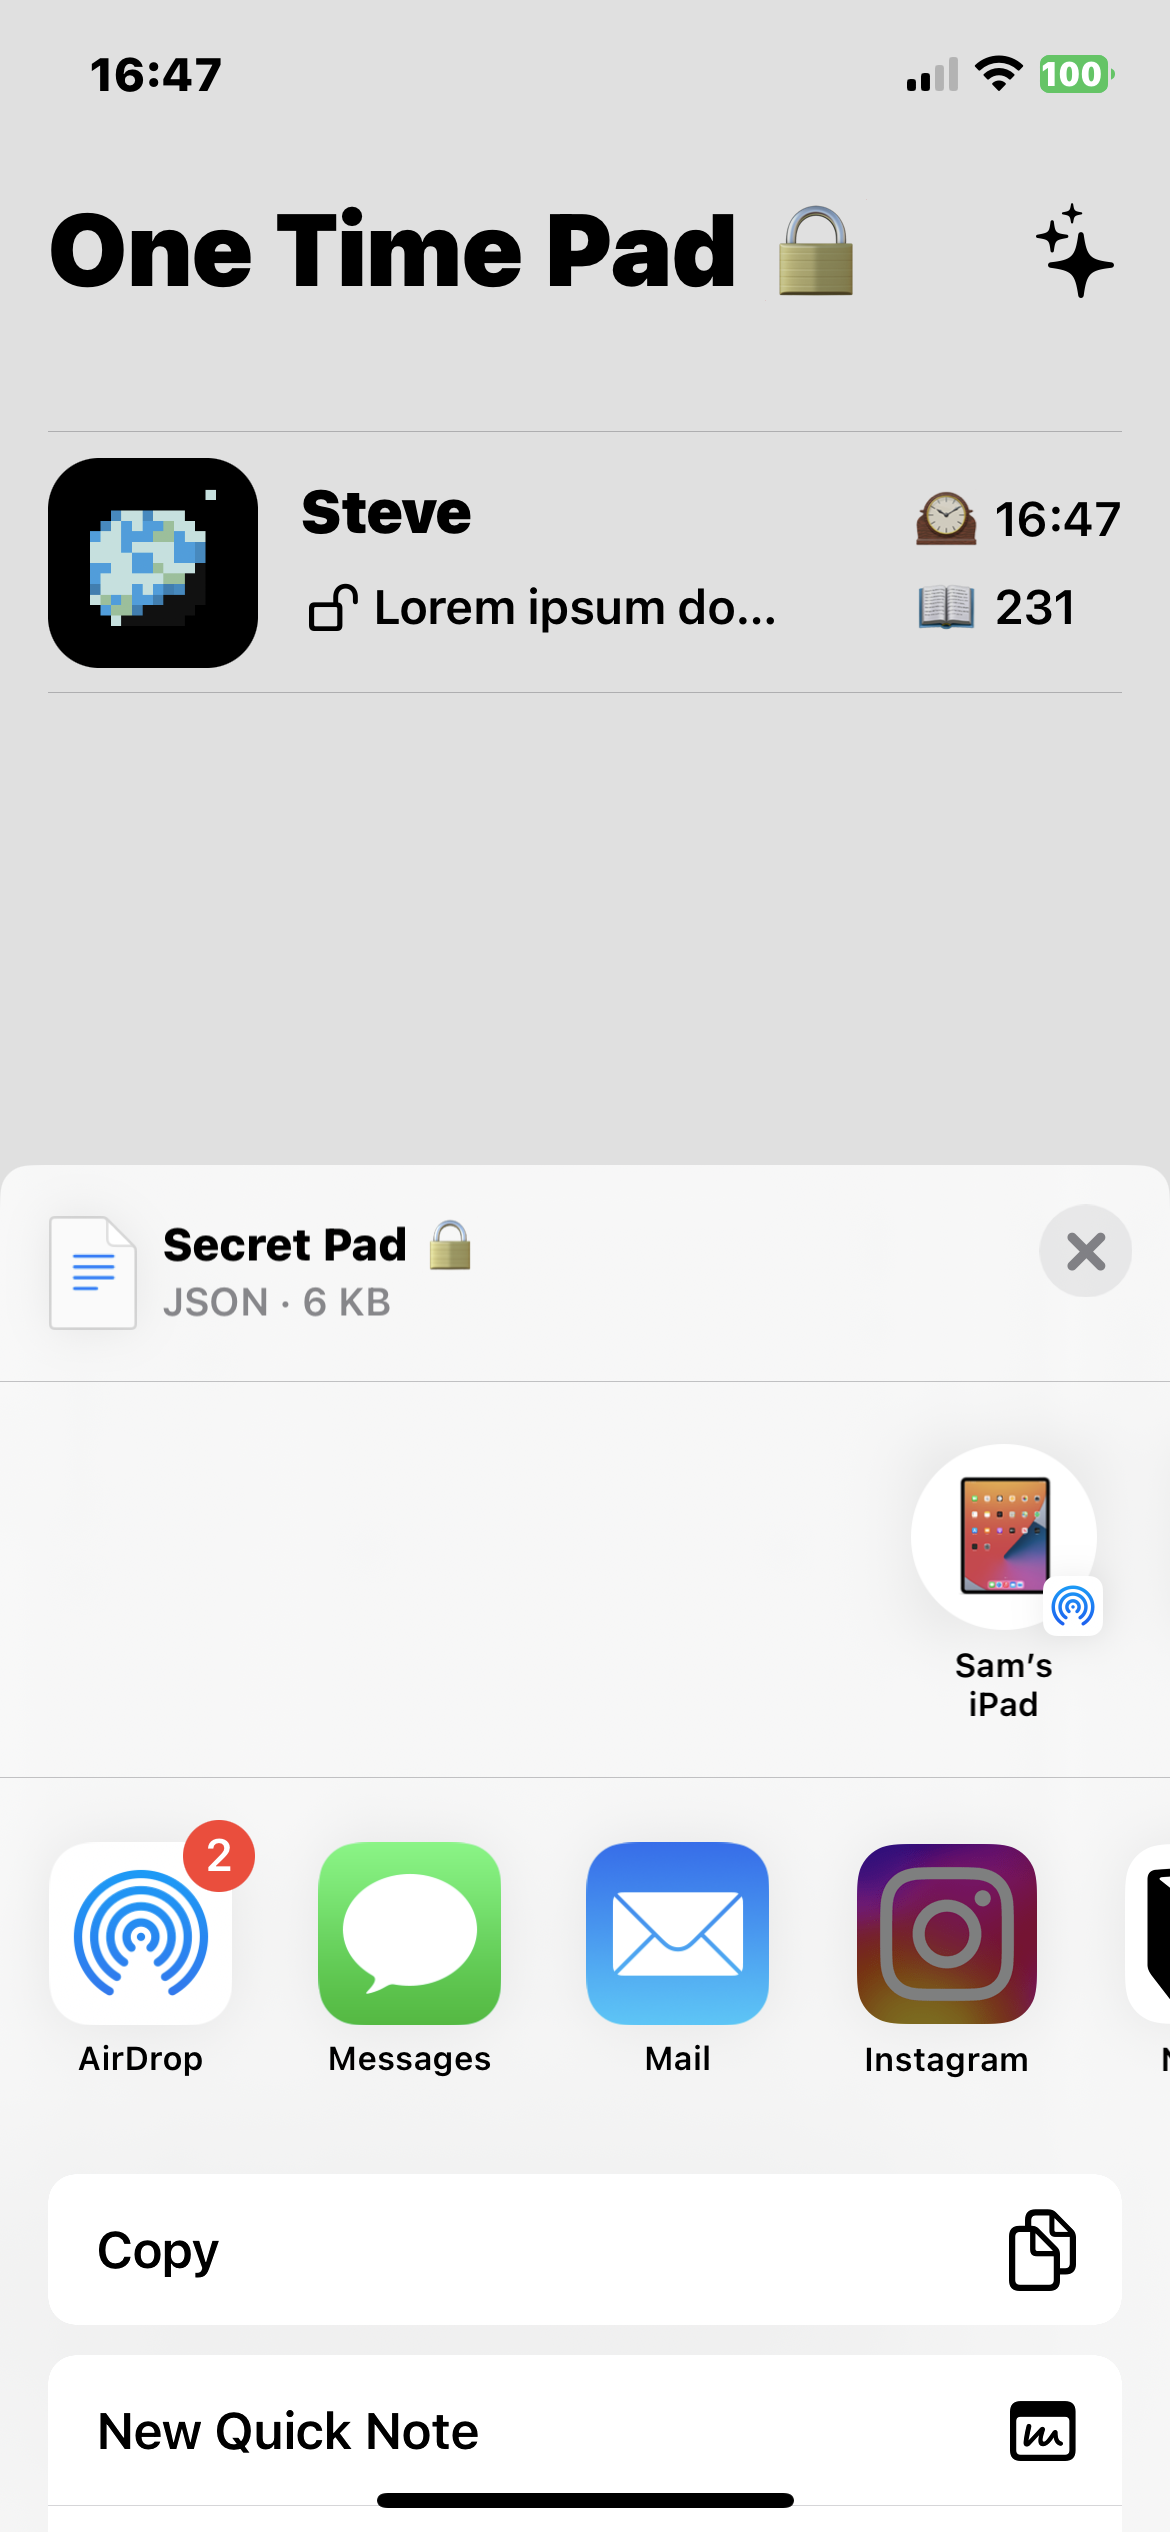 16:47
100
One Time Pad
Steve
16:47
Lorem ipsum do...
231
Secret Pad
JSON · 6 KB
Sam's
iPad
2
AirDrop
Messages
Mail
Instagram
Copy
New Quick Note